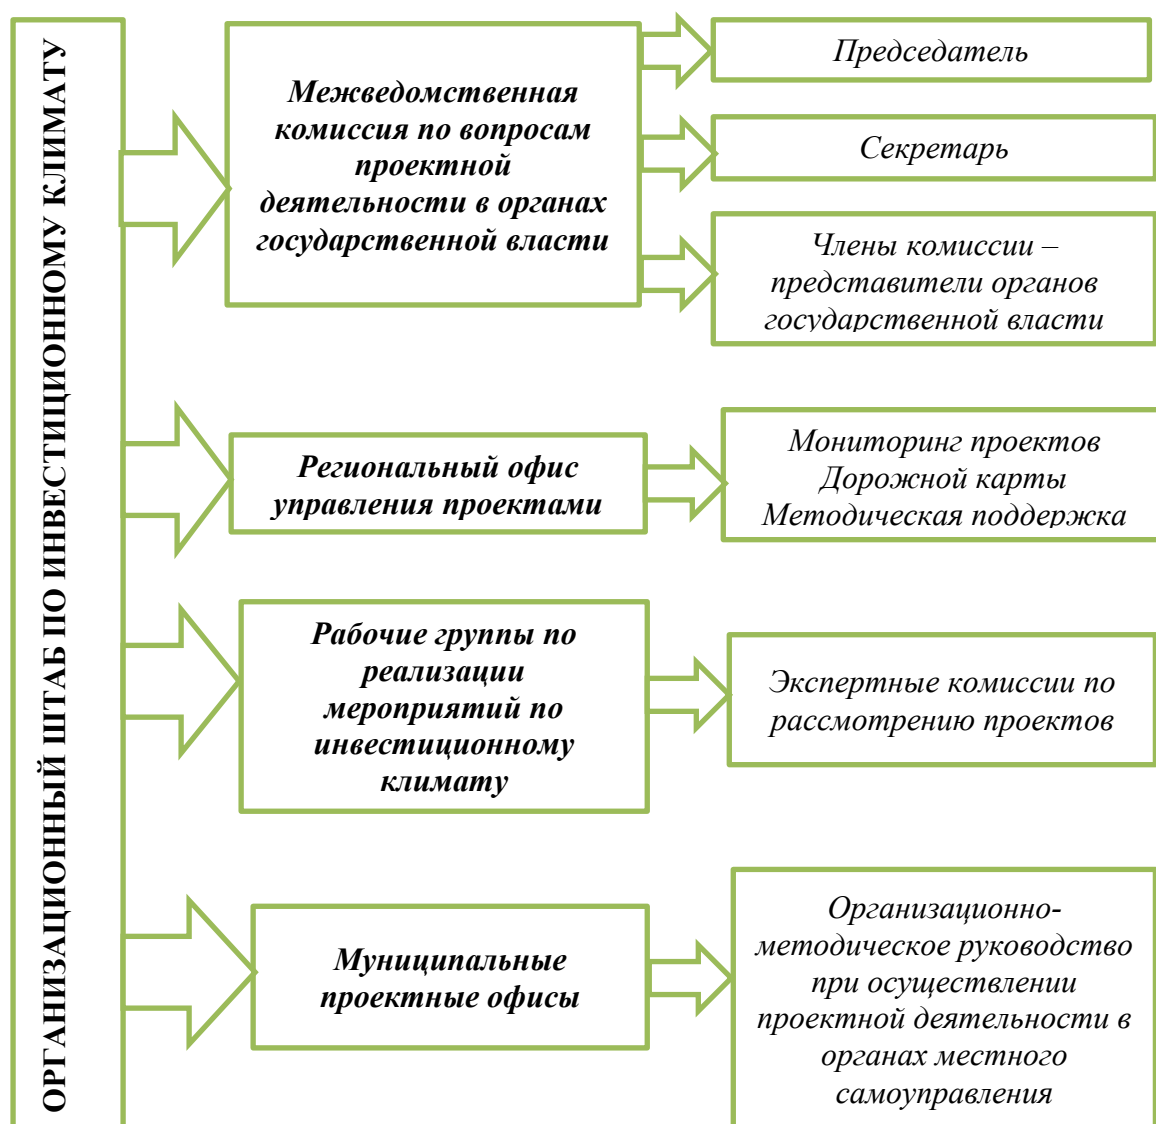 ОРГАНИЗАЦИОННЫЙ ШТАБ ПО ИНВЕСТИЦИОННОМУ КЛИМАТУ
Межведомственная
комиссия по вопросам
проектной
деятельности в органах
государственной власти
Председатель
Секретарь
Члены комиссии –
представители органов
государственной власти
Региональный офис
управления проектами
Мониторинг проектов
Дорожной карты
Методическая поддержка
Рабочие группы по
реализации
мероприятий по
инвестиционному
климату
Экспертные комиссии по
рассмотрению проектов
Муниципальные
проектные офисы
Организационно-
методическое руководство
при осуществлении
проектной деятельности в
органах местного
самоуправления